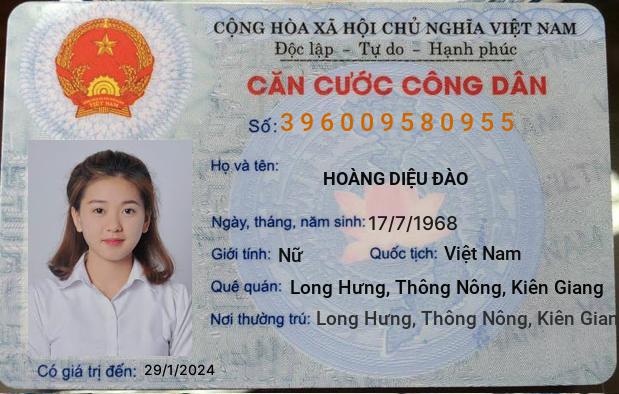 CỘNG HÒA XÃ HỘI CHỦ NGHĨA VIỆT NAM
Độc lập - Tự do - Hạnh phúc
CĂN CƯỚC CÔNG DÂN
Số: 396009580955
Họ và tên:
HOÀNG DIỆU ĐÀO
Ngày, tháng, năm sinh: 17/7/1968
Giới tính: Nữ Quốc tịch: Việt Nam
Quê quán: Long Hưng, Thông Nông, Kiên Giang
Nơi thường trú: Long Hưng, Thông Nông, Kiên Gian
Có giá trị đến: 29/1/2024
VIỆT NAM